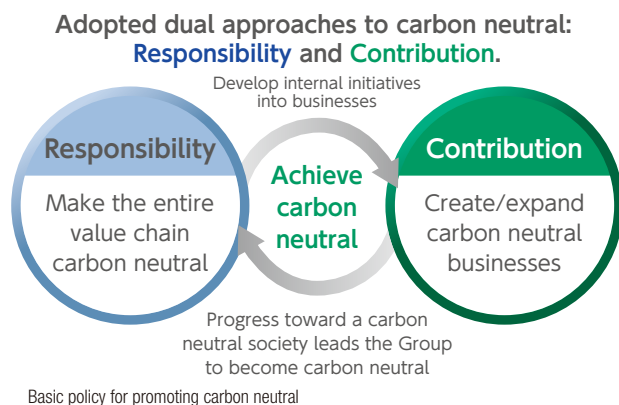 Adopted dual approaches to carbon neutral:
Responsibility and Contribution.
Develop internal initiatives
into businesses
Responsibility
Make the entire
value chain
carbon neutral
Achieve
carbon
neutral
Contribution
Create/expand
carbon neutral
businesses
Progress toward a carbon
neutral society leads the Group
to become carbon neutral
Basic policy for promoting carbon neutral